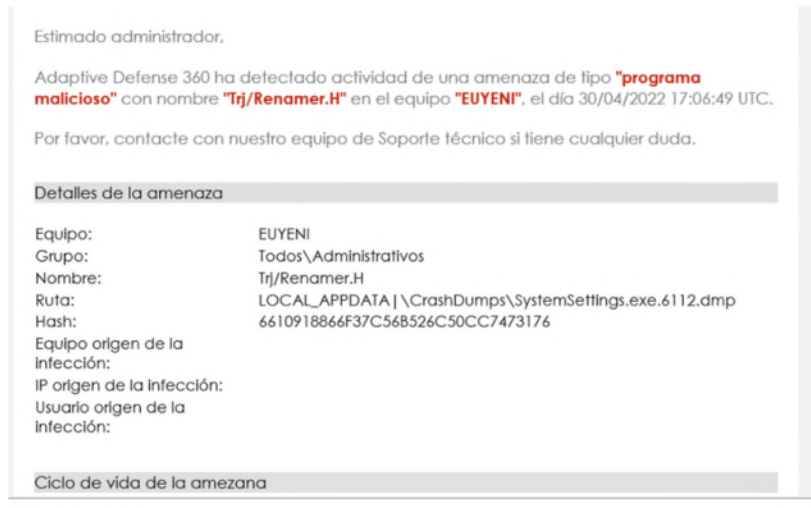 Estimado administrador,
Adaptive Defense 360 ha detectado actividad de una amenaza de tipo "programa
malicioso" con nombre "Trj/Renamer.H" en el equipo "EUYENI", el día 30/04/2022 17:06:49 UTC.
Por favor, contacte con nuestro equipo de Soporte técnico si tiene cualquier duda.
Detalles de la amenaza
Equipo: EUYENI
Grupo: Todos\Administrativos
Nombre: Trj/Renamer.H
Ruta: LOCAL_APPDATA|\CrashDumps\SystemSettings.exe.6112.dmp
Hash: 6610918866F37C56B526C50CC7473176
Equipo origen de la
infección:
IP origen de la infección:
Usuario origen de la
infección:
Ciclo de vida de la amezana